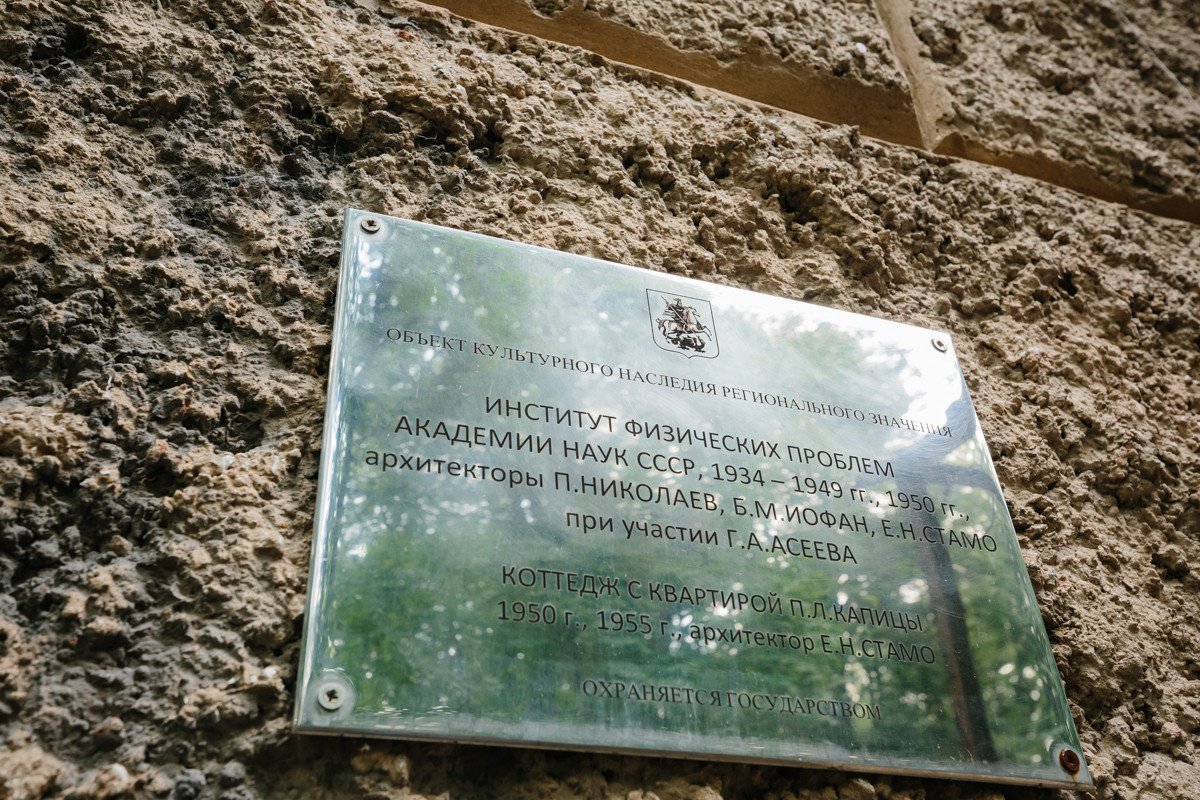 ОБЪЕКТ КУЛЬТУРНОГО НАСЛЕДИЯ РЕГИОНАЛЬНОГО ЗНАЧЕНИЯ
ИНСТИТУТ ФИЗИЧЕСКИХ ПРОБЛЕМ
АКАДЕМИИ НАУК СССР, 1934 – 1949 гг., 1950 гг.,
архитекторы П.НИКОЛАЕВ, Б.М.ИОФАН, Е.Н.СТАМО
при участии Г.А.АСЕЕВА
КОТТЕДЖ С КВАРТИРОЙ П.Л.КАПИЦЫ
1950 г., 1955 г., архитектор Е.Н.СТАМО
ОХРАНЯЕТСЯ ГОСУДАРСТВОМ